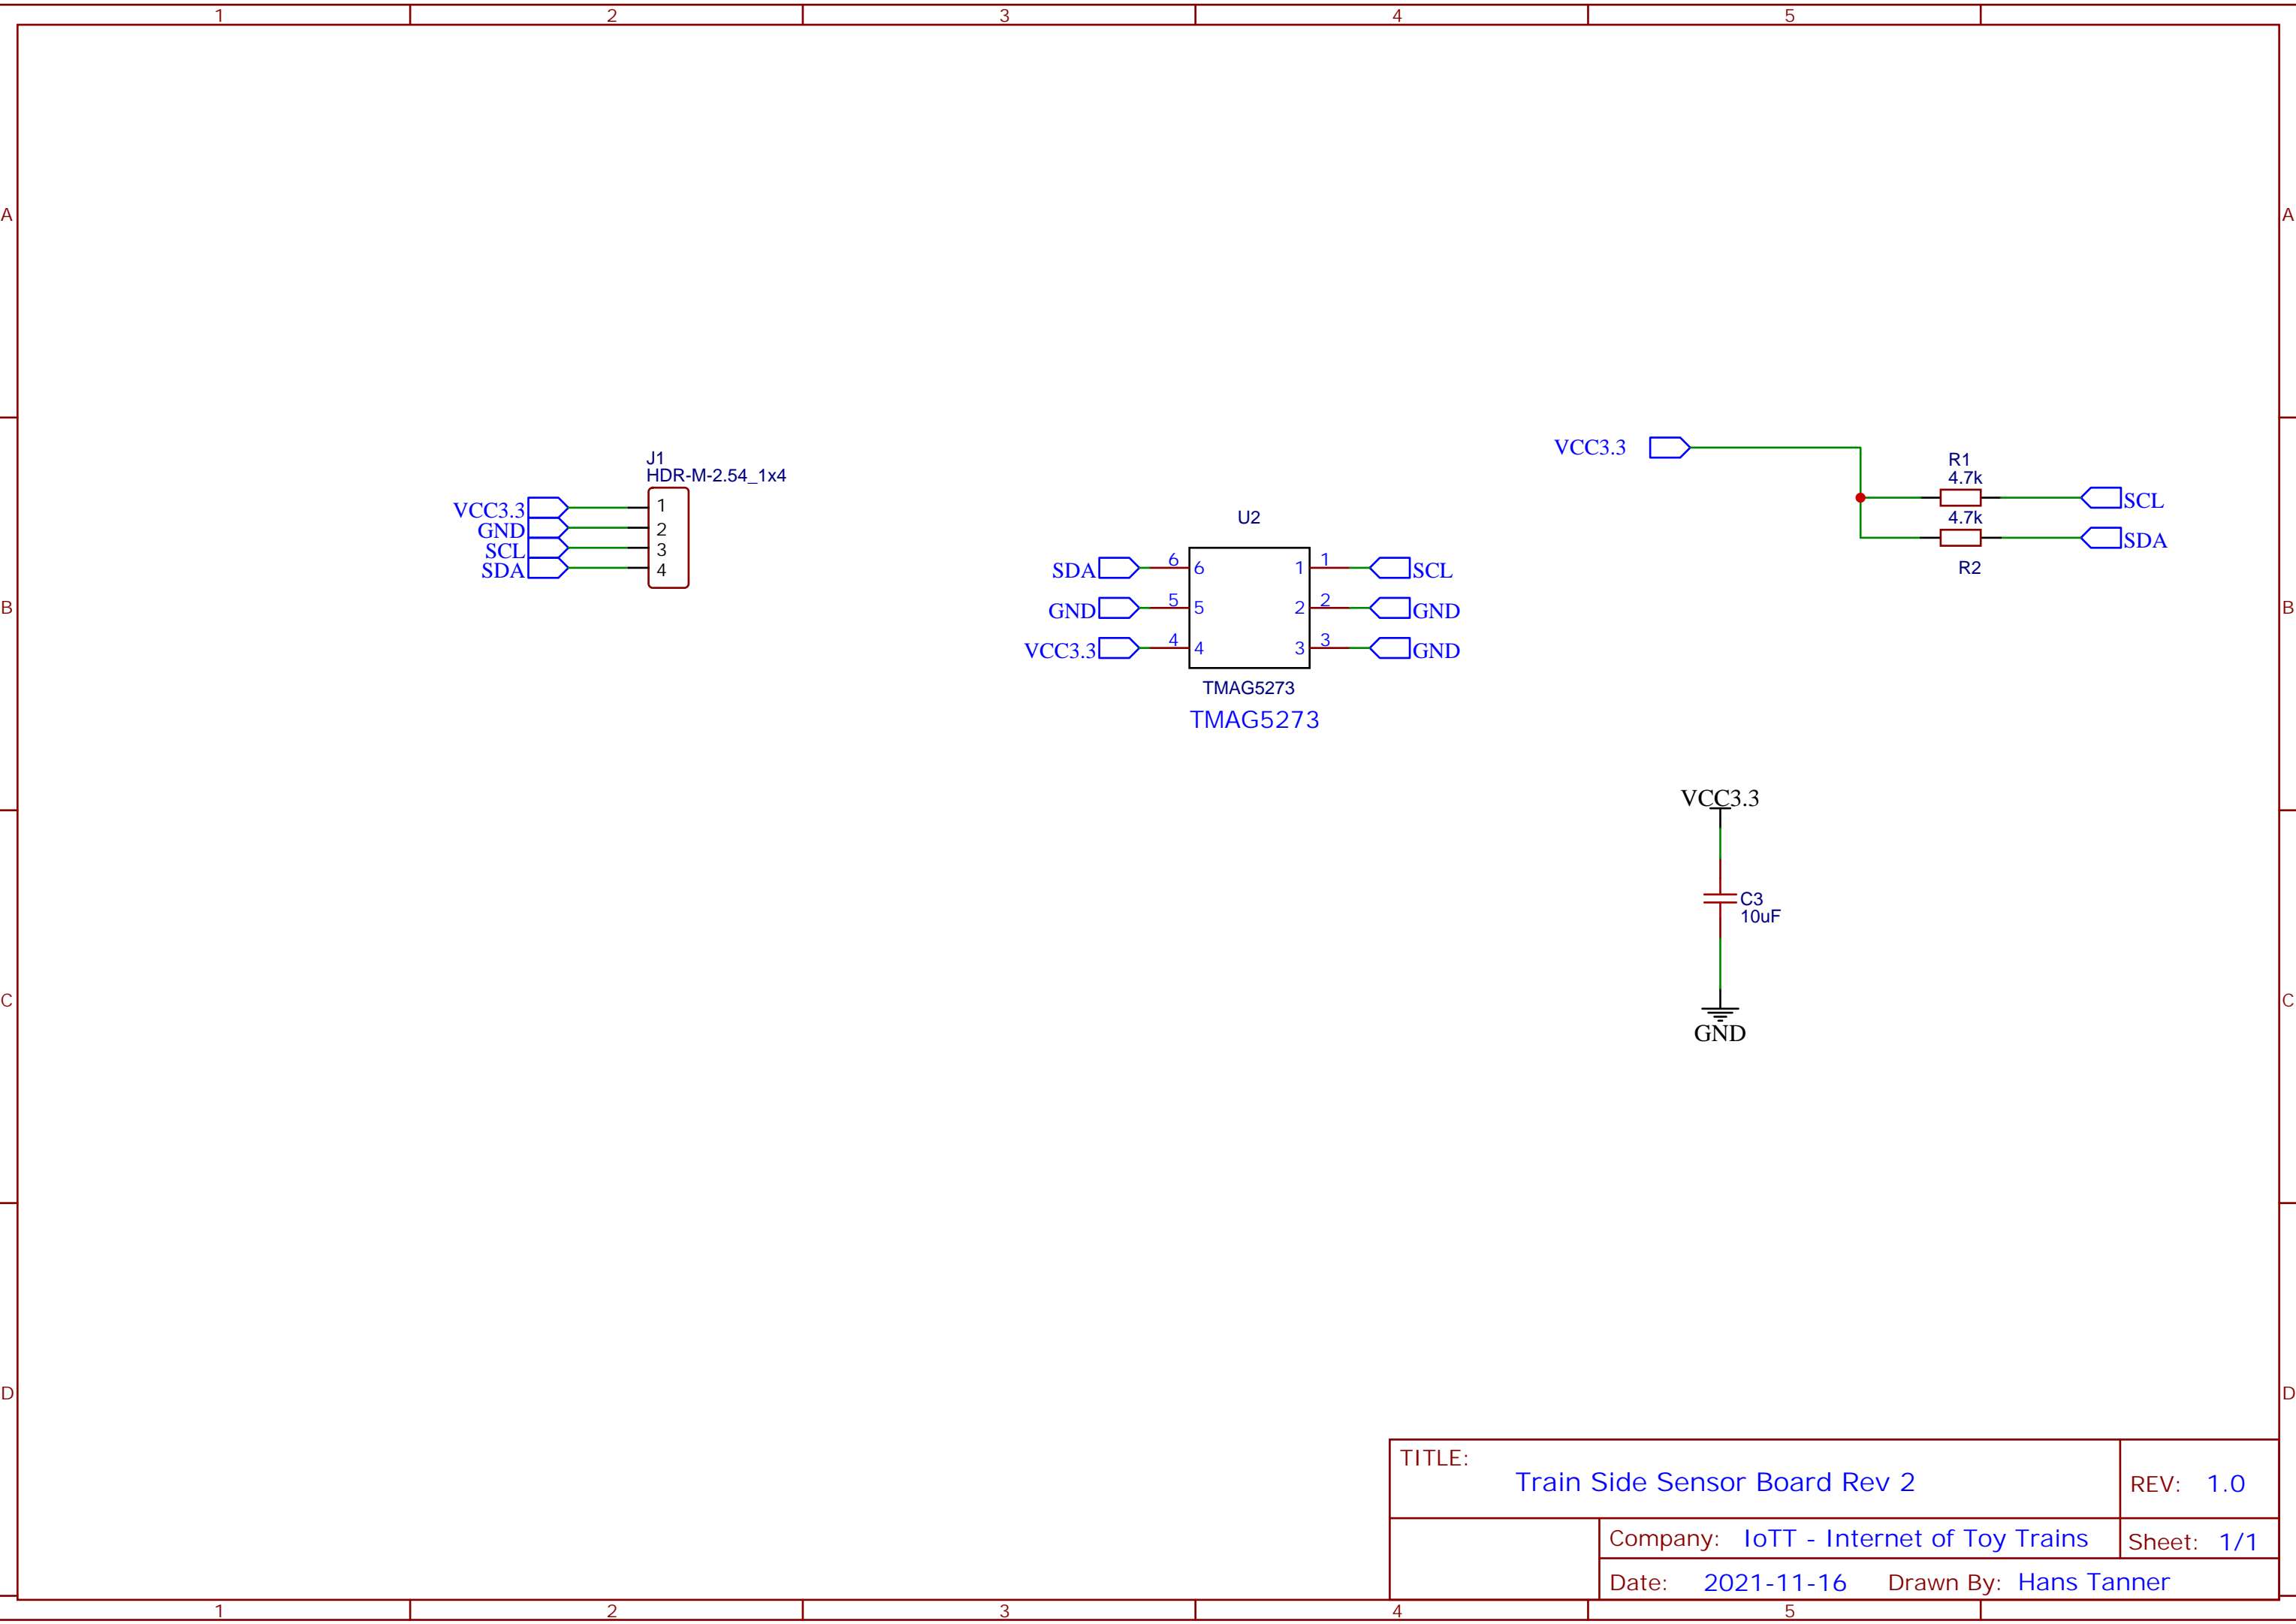 1 2 3 4 5
A A
J1
HDR-M-2.54_1x4
VCC3.3 1
GND 2
SCL 3
SDA 4
U2
SDA 6 6 1 1 SCL
GND 5 5 2 2 GND
VCC3.3 4 4 3 3 GND
TMAG5273
TMAG5273
VCC3.3
R1
4.7k
SCL
4.7k
SDA
R2
B B
VCC3.3
C3
10uF
GND
C C
D D
TITLE:
Train Side Sensor Board Rev 2
REV: 1.0
Company: IoTT - Internet of Toy Trains
Sheet: 1/1
Date: 2021-11-16 Drawn By: Hans Tanner
1 2 3 4 5